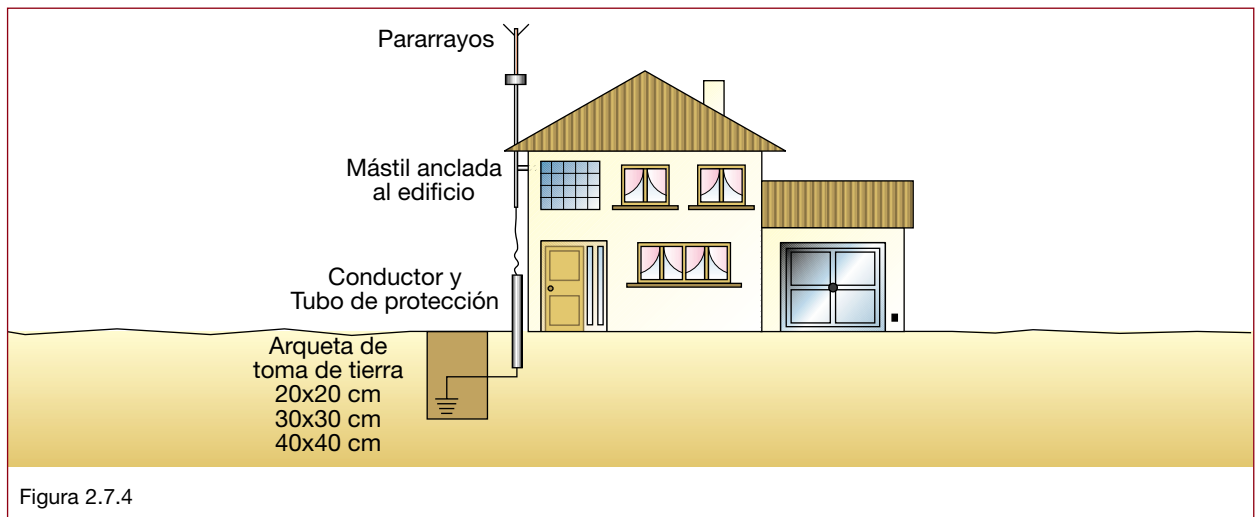 Pararrayos
Mástil anclada
al edificio
Conductor y
Tubo de protección
Arqueta de
toma de tierra
20x20 cm
30x30 cm
40x40 cm
Figura 2.7.4